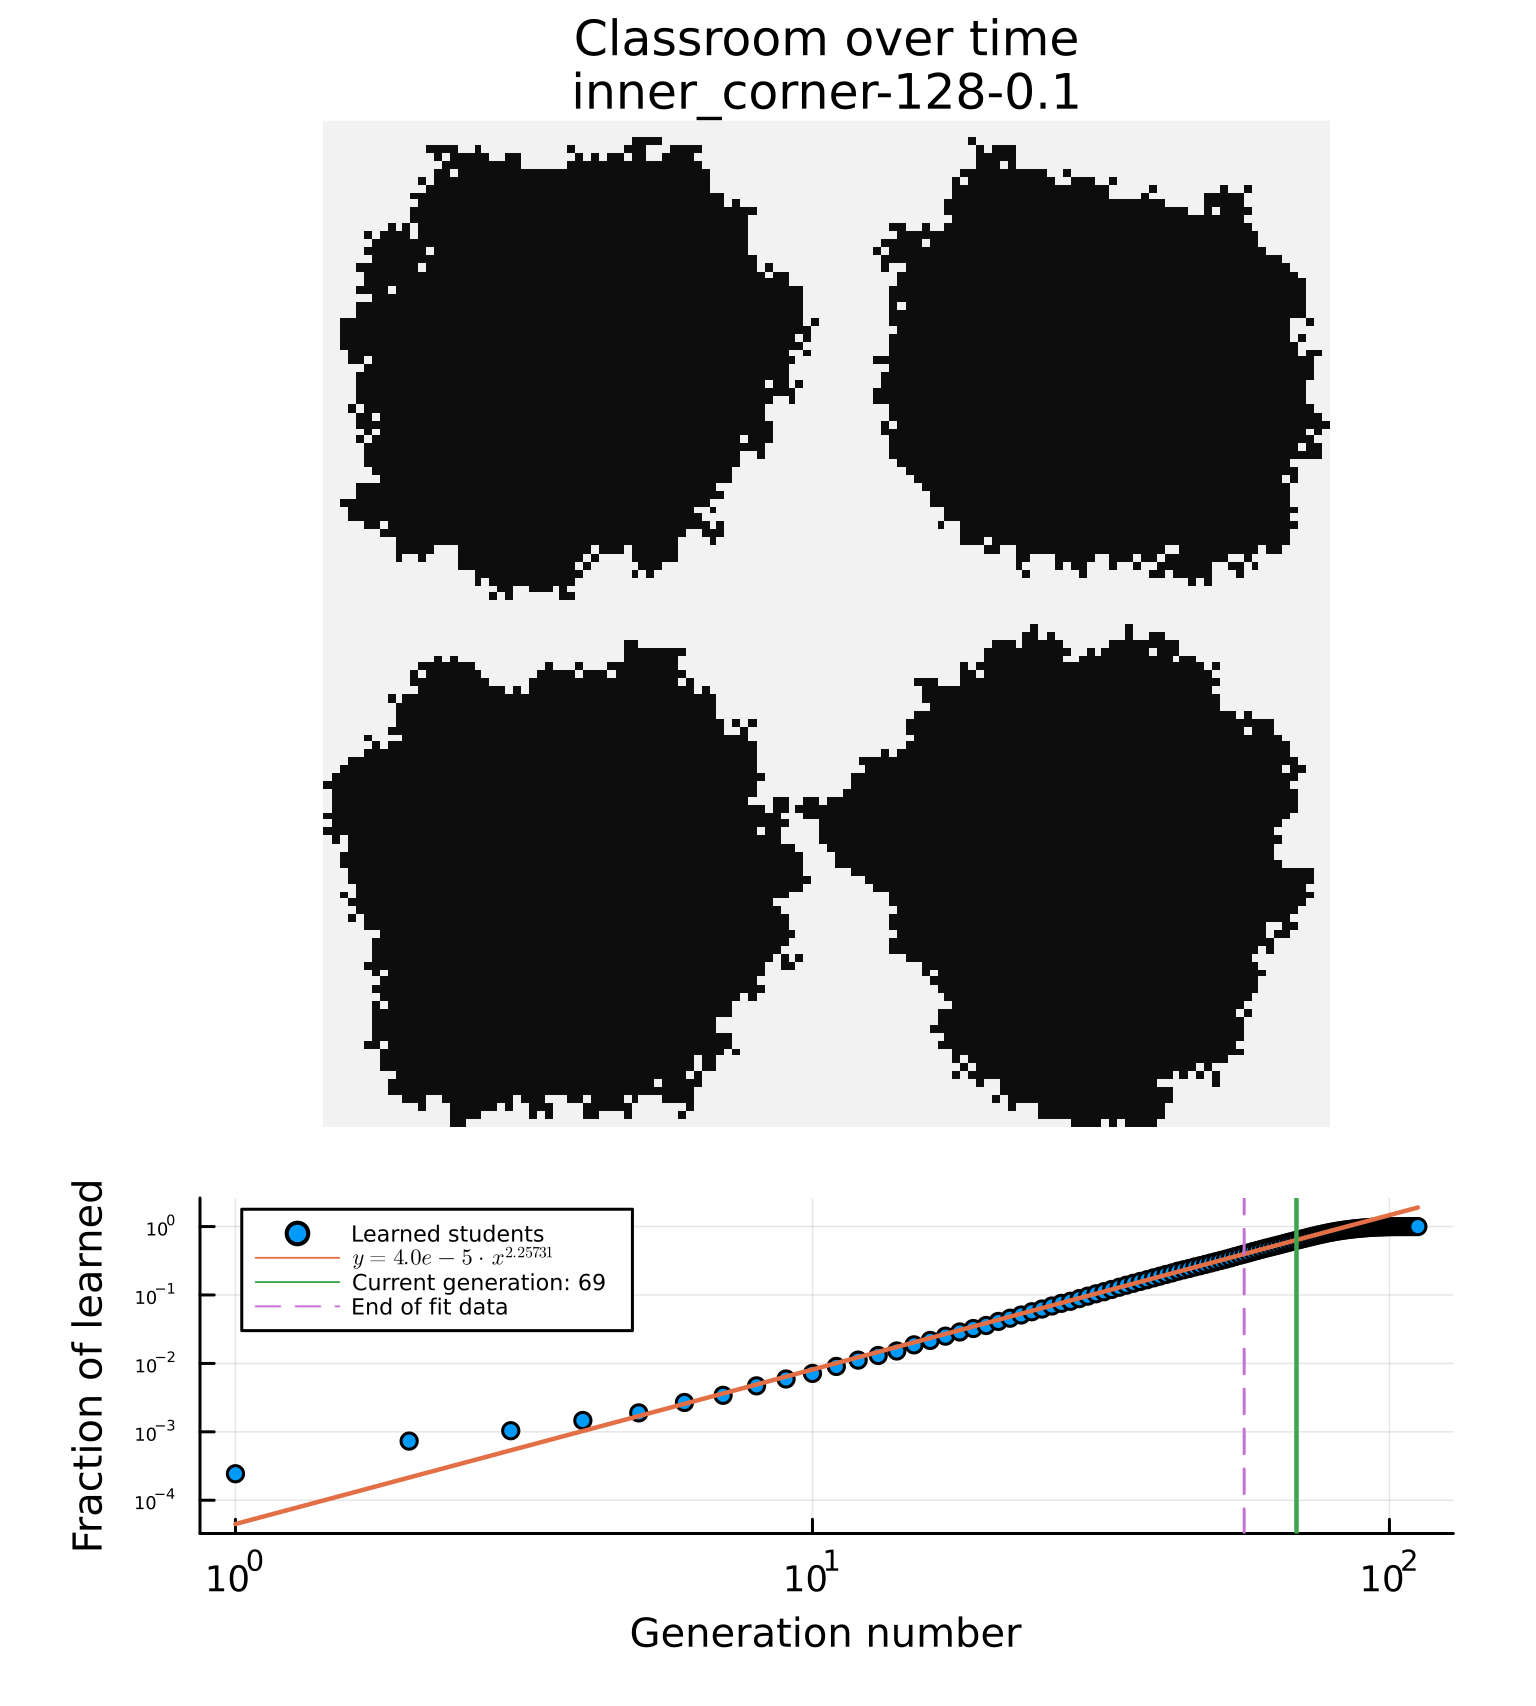 Classroom over time
inner_corner-128-0.1
Fraction of learned
10^0
10^-1
10^-2
10^-3
10^-4
Learned students
y = 4.0e − 5 · x^2.25731
Current generation: 69
End of fit data
10^0
10^1
10^2
Generation number